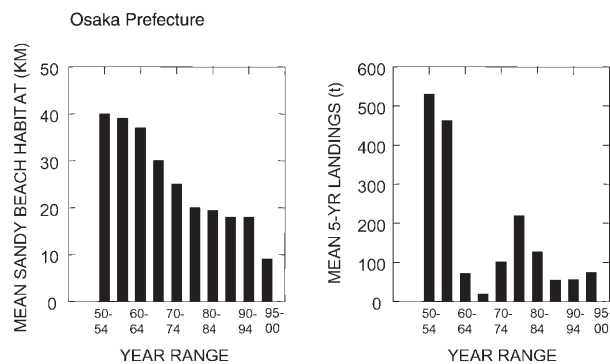 Osaka Prefecture
MEAN SANDY BEACH HABITAT (KM)
50
40
30
20
10
0
50- 60- 70- 80- 90- 95-
54 64 74 84 94 00
YEAR RANGE
MEAN 5-YR LANDINGS (t)
600
500
400
300
200
100
0
50- 60- 70- 80- 90- 95-
54 64 74 84 94 00
YEAR RANGE